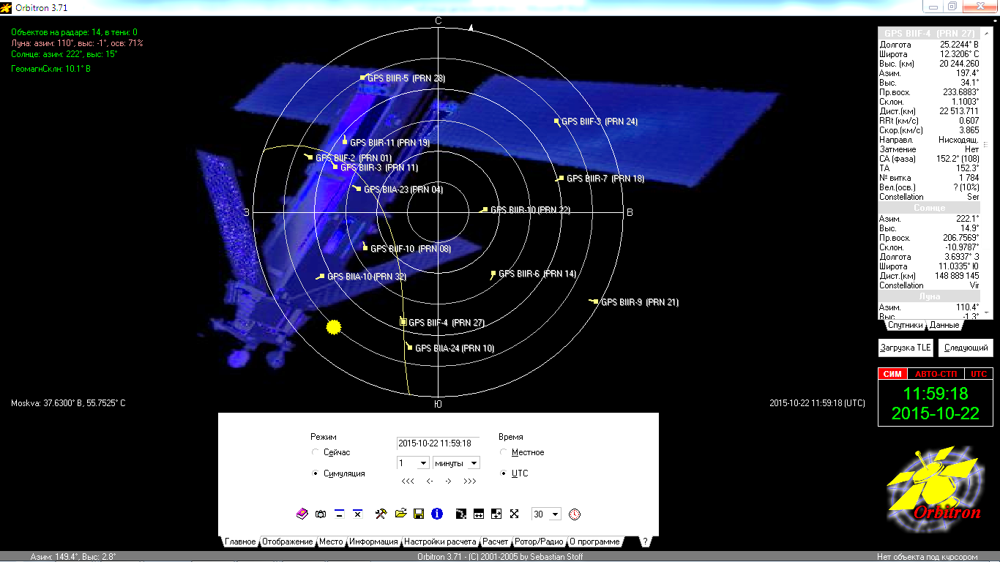 Orbitron 3.71
Объектов на радаре: 14, в тени: 0
Луна: азим: 110°, выс: -1°, осв: 71%
Солнце: азим: 222°, выс: 15°
ГеомагнСклн: 10.1° В
С
GPS BIIR-5 (PRN 28)
GPS BIIF-3 (PRN 24)
GPS BIIR-11 (PRN 19)
GPS BIIF-2 (PRN 01)
GPS BIIR-3 (PRN 11)
GPS BIIR-7 (PRN 18)
GPS BIIA-23 (PRN 04)
З
GPS BIIR-10 (PRN 22)
В
GPS BIIF-10 (PRN 08)
GPS BIIA-10 (PRN 32)
GPS BIIR-6 (PRN 14)
GPS BIIR-9 (PRN 21)
GPS BIIF-4 (PRN 27)
GPS BIIA-24 (PRN 10)
Ю
Moskva: 37.6300° В, 55.7525° С
2015-10-22 11:59:18 (UTC)
GPS BIIF-4 (PRN 27)
Долгота 25.2244° В
Широта 12.3206° С
Выс. (км) 20 244.260
Азим. 197.4°
Выс. 34.1°
Пр.восх. 233.6883°
Склон. 1.1003°
Дист.(км) 22 513.711
RRt (км/с) 0.607
Скор.(км/с) 3.865
Направл. Нисходящ.
Затмение Нет
СА (фаза) 152.2° (108)
ТА 152.3°
№ витка 1 784
Вел.(осв.) ? (10%)
Constellation Ser
Солнце
Азим. 222.1°
Выс. 14.9°
Пр.восх. 206.7569°
Склон. -10.9787°
Долгота 3.6937° З
Широта 11.0335° Ю
Дист.(км) 148 889 145
Constellation Vir
Луна
Азим. 110.4°
Выс -1.3°
Спутники Данные
Загрузка TLE Следующий
СИМ АВТО-СТП UTC
11:59:18
2015-10-22
Orbitron
Режим
Сейчас
Симуляция
2015-10-22 11:59:18
1 минуты
<<< <- -> >>>
Время
Местное
UTC
30
Главное Отображение Место Информация Настройки расчета Расчет Ротор/Радио О программе ?
Азим: 149.4°, Выс: 2.8°
Orbitron 3.71 - (C) 2001-2005 by Sebastian Stoff
Нет объекта под курсором